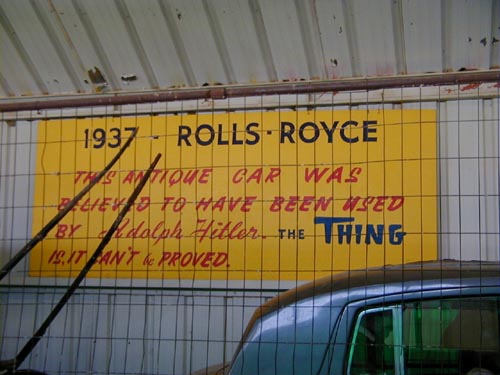 1937 - ROLLS-ROYCE
THIS ANTIQUE CAR WAS
BELIEVED TO HAVE BEEN USED
BY Adolph Hitler. THE THING
IS, IT CAN'T be PROVED.